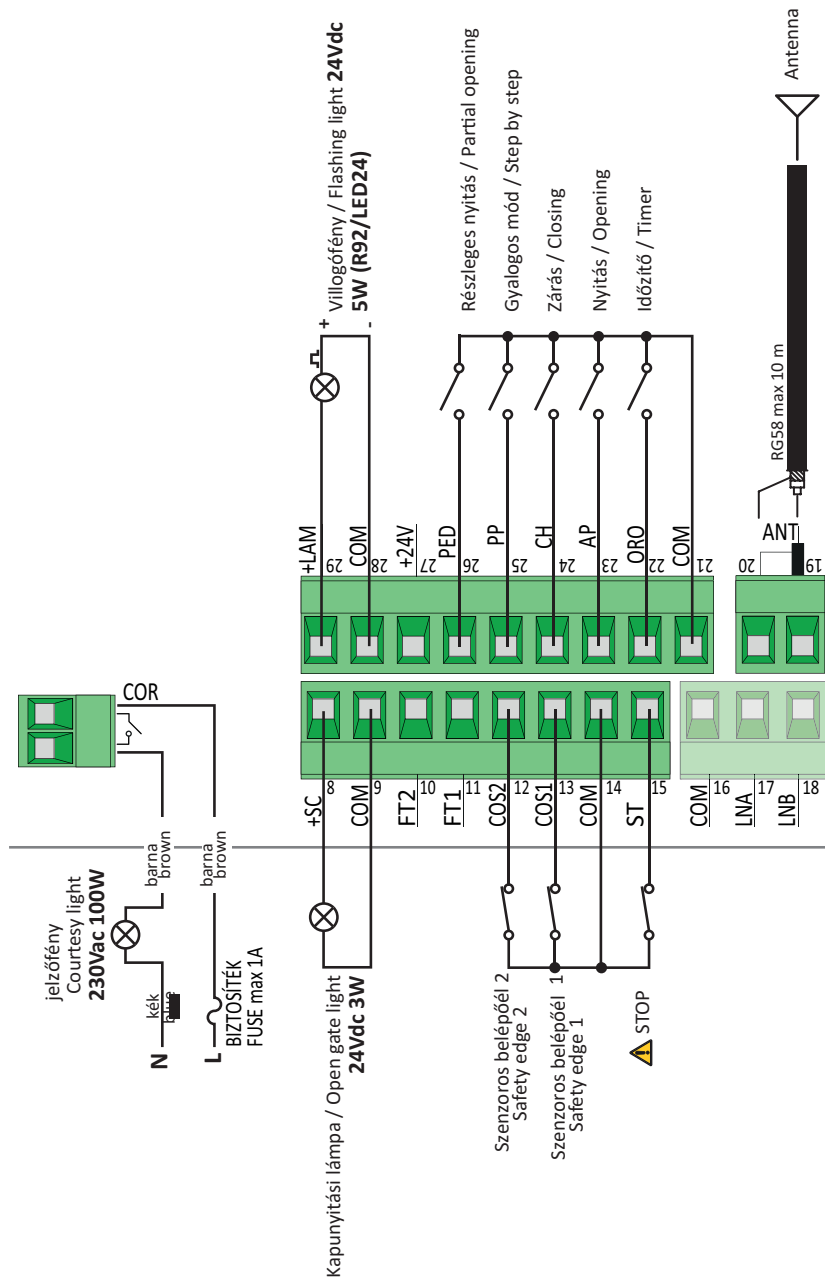 jelzőfény
Courtesy light
230Vac 100W
kék
blue
N
L
BIZTOSÍTÉK
FUSE max 1A
barna
brown
barna
brown
COR
Kapunyitási lámpa / Open gate light
24Vdc 3W
+SC 8
COM 9
FT2 10
FT1 11
Szenzoros belépőél 2
Safety edge 2
COS2 12
Szenzoros belépőél 1
Safety edge 1
COS1 13
COM 14
STOP
ST 15
COM 16
LNA 17
LNB 18
+LAM 29
COM 28
+
-
Villogófény / Flashing light 24Vdc
5W (R92/LED24)
+24V 27
PED 26
Részleges nyitás / Partial opening
PP 25
Gyalogos mód / Step by step
CH 24
Zárás / Closing
AP 23
Nyitás / Opening
ORO 22
Időzítő / Timer
COM 21
20
ANT
19
RG58 max 10 m
Antenna